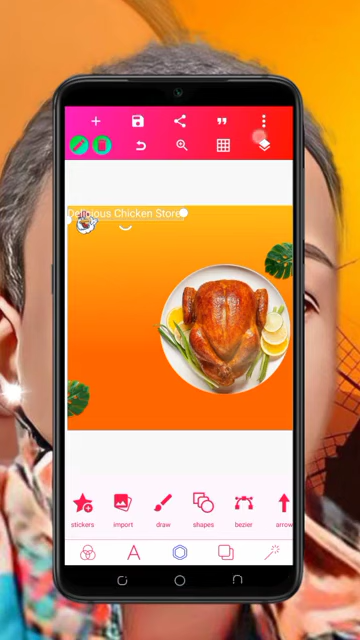 Delicious Chicken Store
stickers
import
draw
shapes
bezier
arrow
A